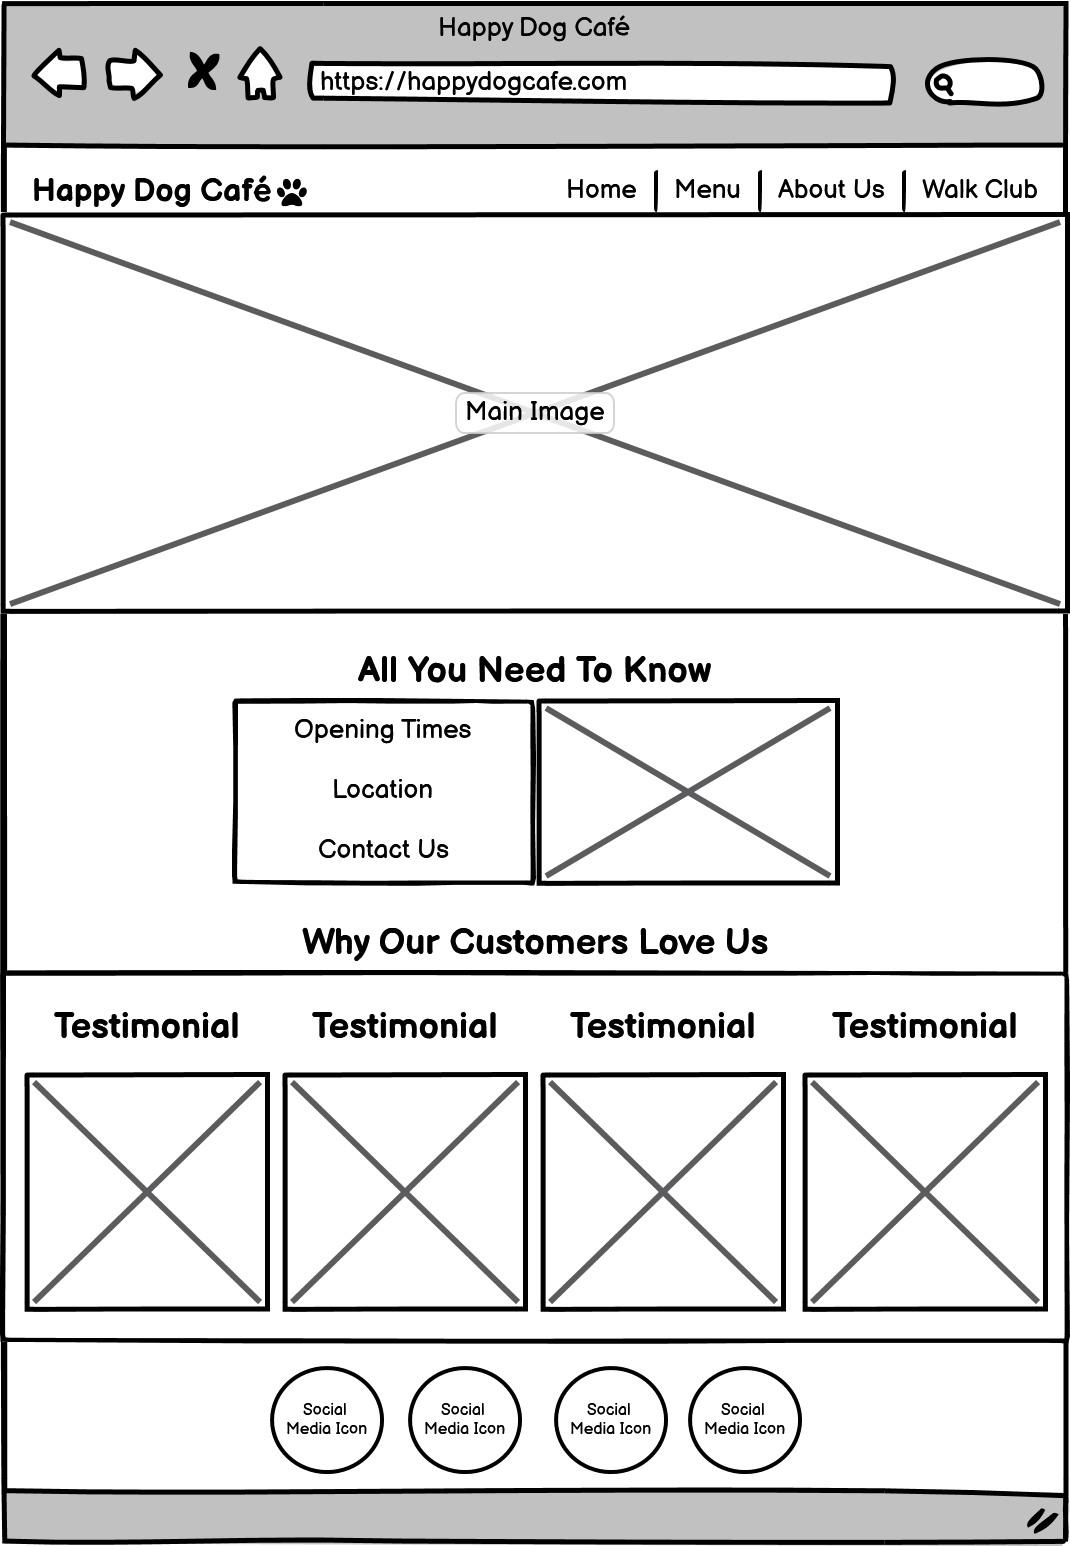 Happy Dog Café
https://happydogcafe.com
Happy Dog Café
Home
Menu
About Us
Walk Club
Main Image
All You Need To Know
Opening Times
Location
Contact Us
Why Our Customers Love Us
Testimonial
Testimonial
Testimonial
Testimonial
Social
Media Icon
Social
Media Icon
Social
Media Icon
Social
Media Icon